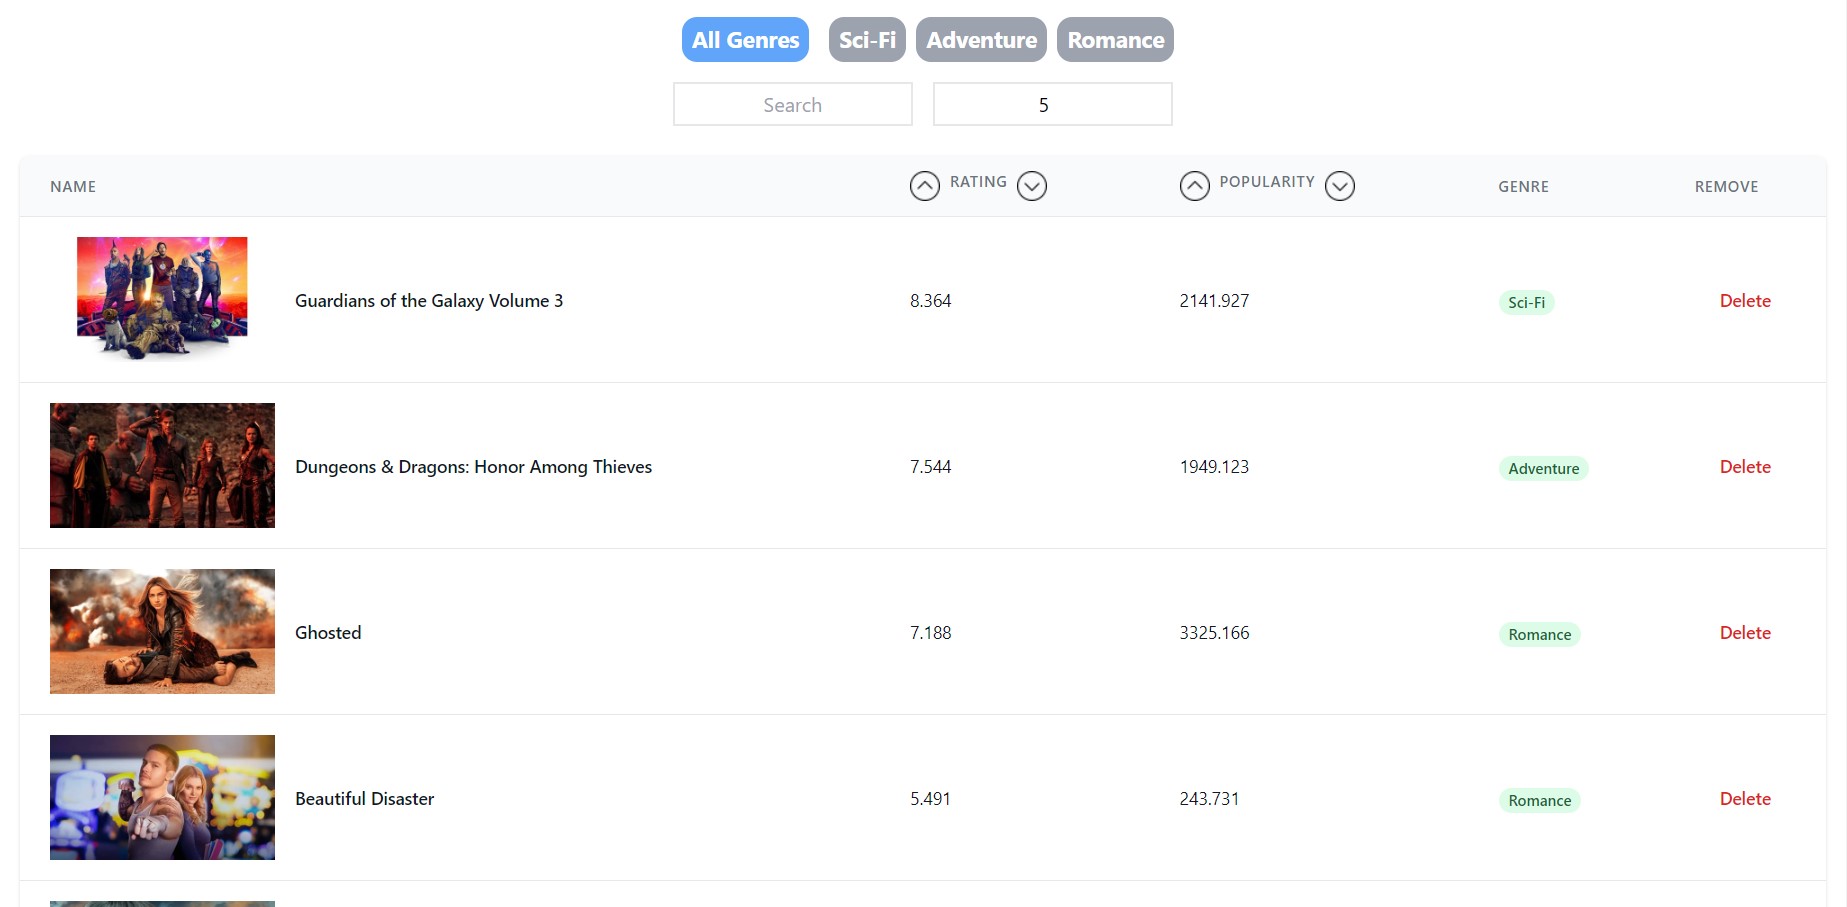 All Genres Sci-Fi Adventure Romance
Search 5
NAME RATING POPULARITY GENRE REMOVE
Guardians of the Galaxy Volume 3 8.364 2141.927 Sci-Fi Delete
Dungeons & Dragons: Honor Among Thieves 7.544 1949.123 Adventure Delete
Ghosted 7.188 3325.166 Romance Delete
Beautiful Disaster 5.491 243.731 Romance Delete